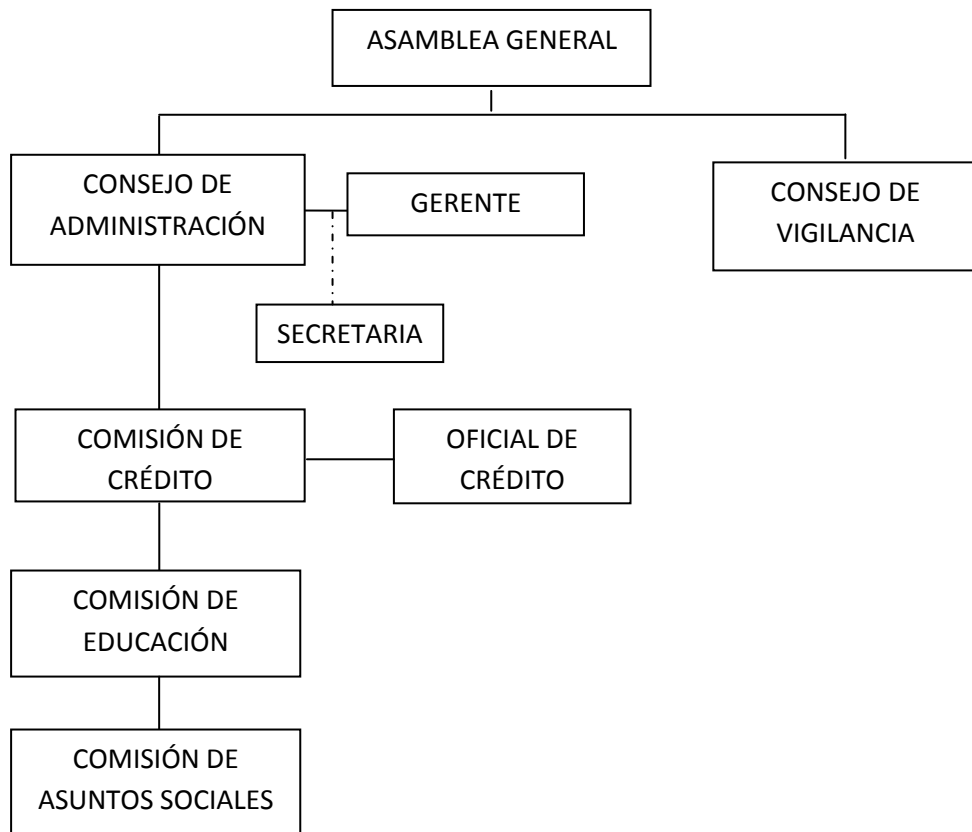 ASAMBLEA GENERAL
CONSEJO DE
ADMINISTRACIÓN
GERENTE
CONSEJO DE
VIGILANCIA
SECRETARIA
COMISIÓN DE
CRÉDITO
OFICIAL DE
CRÉDITO
COMISIÓN DE
EDUCACIÓN
COMISIÓN DE
ASUNTOS SOCIALES